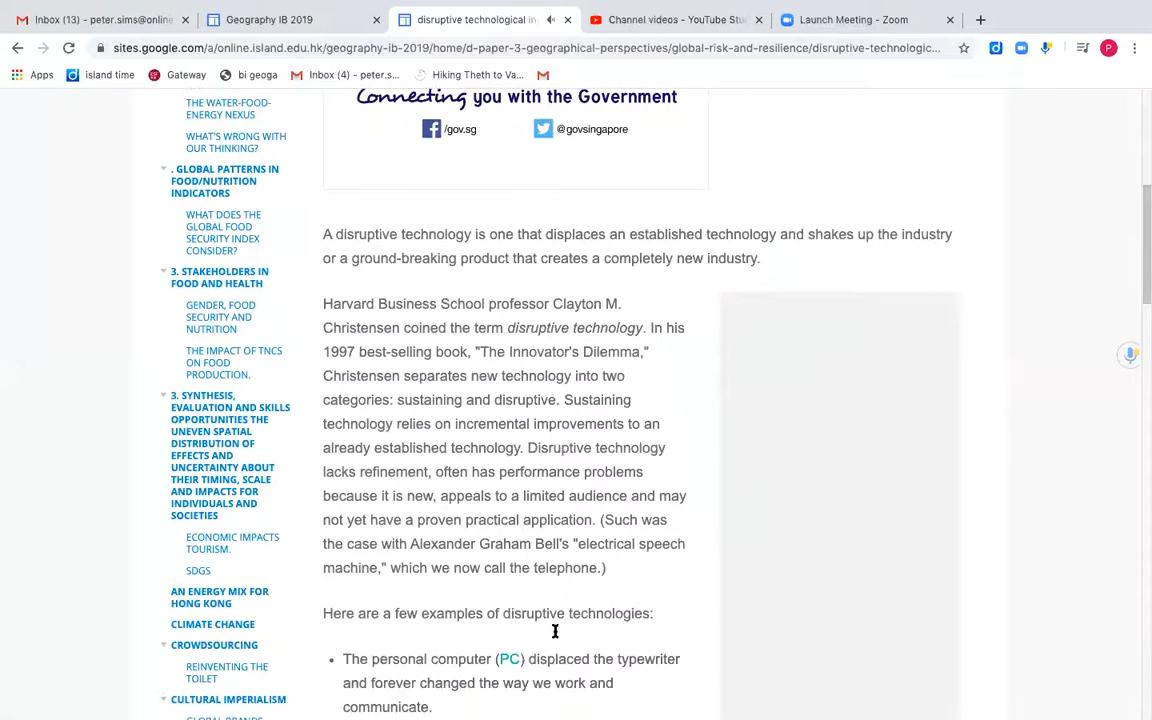 Inbox (13) - peter.sims@online
Geography IB 2019
disruptive technological in
Channel videos - YouTube Stu
Launch Meeting - Zoom
sites.google.com/a/online.island.edu.hk/geography-ib-2019/home/d-paper-3-geographical-perspectives/global-risk-and-resilience/disruptive-technologic...
P
Apps
island time
Gateway
bi geoga
Inbox (4) - peter.s...
Hiking Theth to Va...
THE WATER-FOOD-
ENERGY NEXUS
WHAT'S WRONG WITH
OUR THINKING?
. GLOBAL PATTERNS IN
FOOD/NUTRITION
INDICATORS
WHAT DOES THE
GLOBAL FOOD
SECURITY INDEX
CONSIDER?
3. STAKEHOLDERS IN
FOOD AND HEALTH
GENDER, FOOD
SECURITY AND
NUTRITION
THE IMPACT OF TNCS
ON FOOD
PRODUCTION.
3. SYNTHESIS,
EVALUATION AND SKILLS
OPPORTUNITIES THE
UNEVEN SPATIAL
DISTRIBUTION OF
EFFECTS AND
UNCERTAINTY ABOUT
THEIR TIMING, SCALE
AND IMPACTS FOR
INDIVIDUALS AND
SOCIETIES
ECONOMIC IMPACTS
TOURISM.
SDGS
AN ENERGY MIX FOR
HONG KONG
CLIMATE CHANGE
CROWDSOURCING
REINVENTING THE
TOILET
CULTURAL IMPERIALISM
GLOBAL BRANDS
Connecting you with the Government
/gov.sg
@govsingapore
A disruptive technology is one that displaces an established technology and shakes up the industry
or a ground-breaking product that creates a completely new industry.
Harvard Business School professor Clayton M.
Christensen coined the term disruptive technology. In his
1997 best-selling book, "The Innovator's Dilemma,"
Christensen separates new technology into two
categories: sustaining and disruptive. Sustaining
technology relies on incremental improvements to an
already established technology. Disruptive technology
lacks refinement, often has performance problems
because it is new, appeals to a limited audience and may
not yet have a proven practical application. (Such was
the case with Alexander Graham Bell's "electrical speech
machine," which we now call the telephone.)
Here are a few examples of disruptive technologies:
• The personal computer (PC) displaced the typewriter
and forever changed the way we work and
communicate.